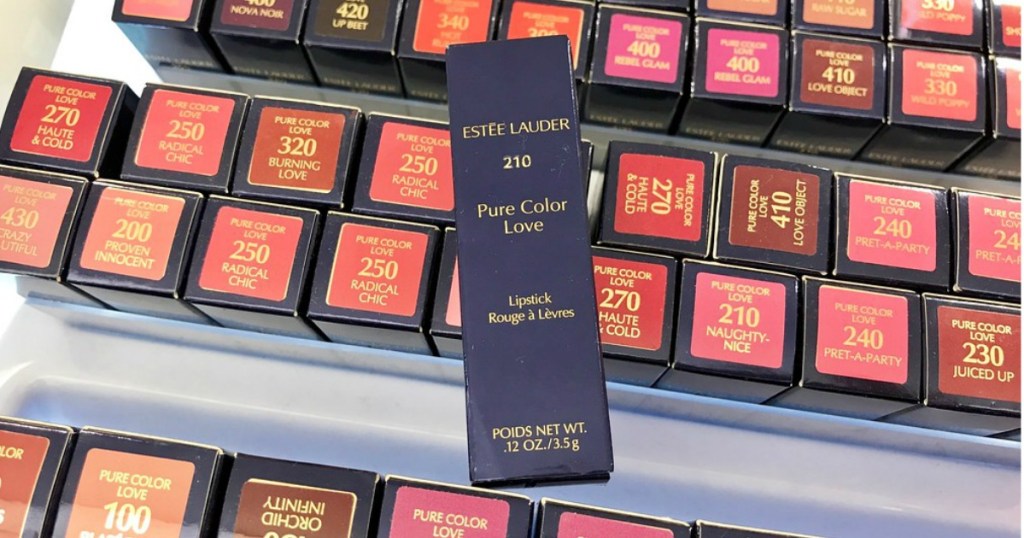 NOVA NOIR
420
UP BEET
340
300
400
REBEL GLAM
400
REBEL GLAM
RAW SUGAR
410
LOVE OBJECT
330
WILD POPPY
330
WILD POPPY
PURE COLOR
LOVE
270
HAUTE
& COLD
PURE COLOR
LOVE
250
RADICAL
CHIC
PURE COLOR
LOVE
320
BURNING
LOVE
PURE COLOR
LOVE
250
RADICAL
CHIC
PURE COLOR
LOVE
430
PURE COLOR
LOVE
200
PROVEN
INNOCENT
PURE COLOR
LOVE
250
RADICAL
CHIC
PURE COLOR
LOVE
250
RADICAL
CHIC
ESTĒE LAUDER
210
Pure Color
Love
Lipstick
Rouge à Lèvres
POIDS NET WT.
.12 OZ./3.5g
PURE COLOR
LOVE
270
HAUTE
& COLD
PURE COLOR
LOVE
410
LOVE OBJECT
PURE COLOR
LOVE
240
PRET-A-PARTY
PURE COLOR
LOVE
PURE COLOR
LOVE
270
HAUTE
& COLD
PURE COLOR
LOVE
210
NAUGHTY-
NICE
PURE COLOR
LOVE
240
PRET-A-PARTY
PURE COLOR
LOVE
230
JUICED UP
PURE COLOR
LOVE
100
ORCHID
INFINITY
PURE COLOR
LOVE
PURE COLOR